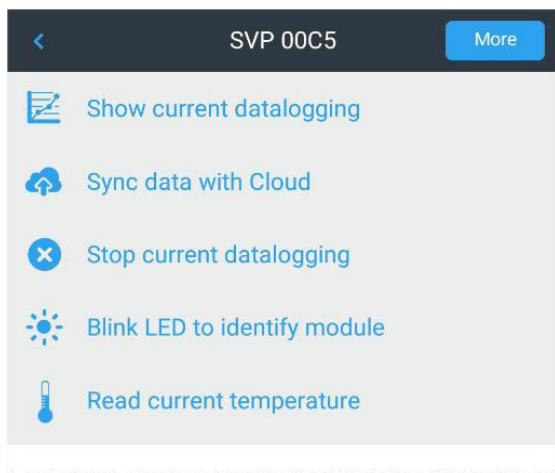 SVP 00C5
More
Show current datalogging
Sync data with Cloud
Stop current datalogging
Blink LED to identify module
Read current temperature